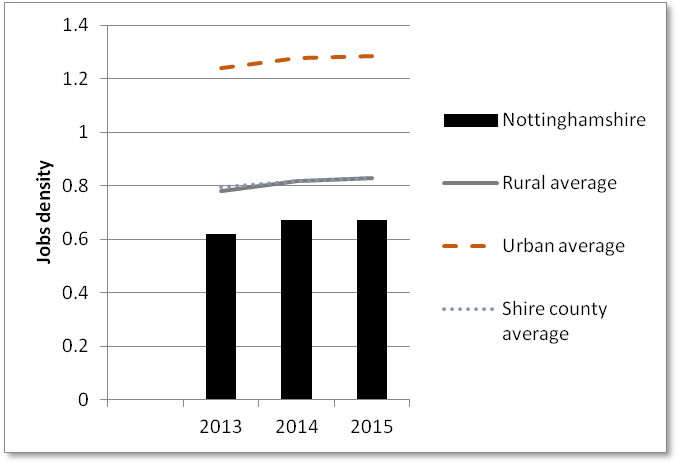 1.4
1.2
1
0.8
0.6
0.4
0.2
0
Jobs density
2013 2014 2015
Nottinghamshire
Rural average
Urban average
Shire county
average